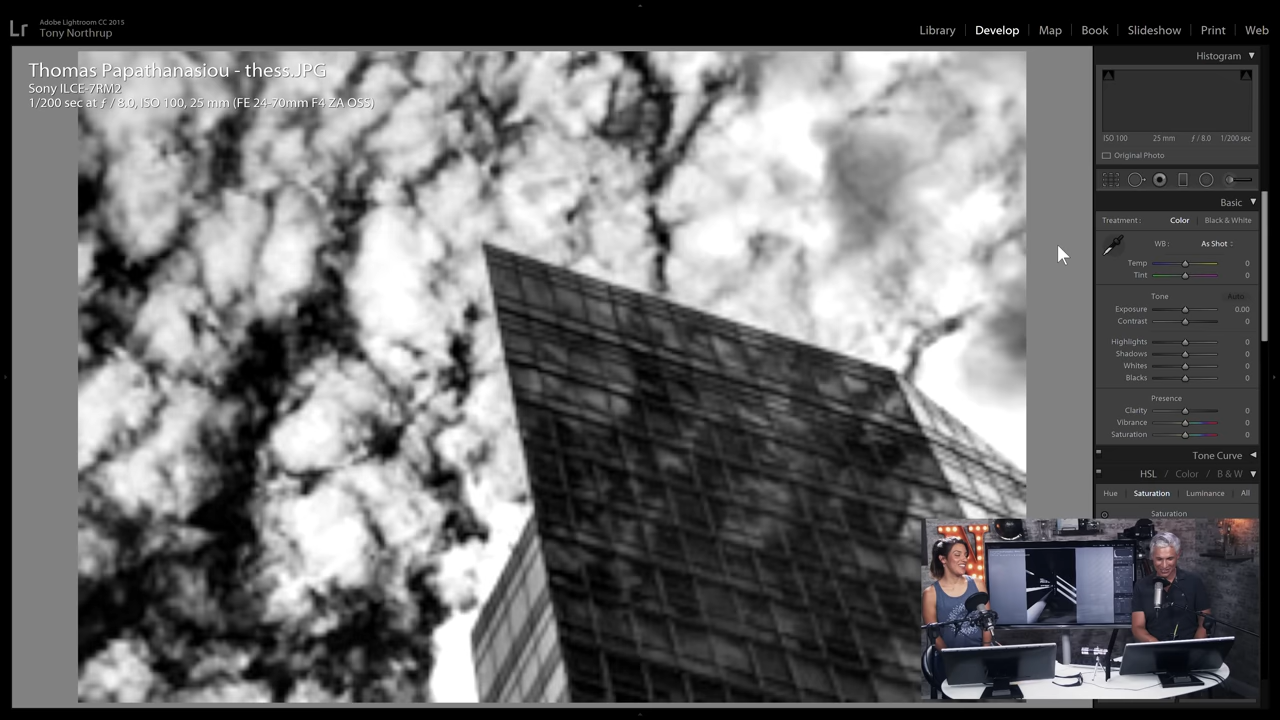 Lr
Adobe Lightroom CC 2015
Tony Northrup
Library | Develop | Map | Book | Slideshow | Print | Web
Thomas Papathanasiou - thess.JPG
Sony ILCE-7RM2
1/200 sec at ƒ / 8.0, ISO 100, 25 mm (FE 24-70mm F4 ZA OSS)
Histogram
ISO 100 25 mm ƒ / 8.0 1/200 sec
Original Photo
Basic
Treatment : Color Black & White
WB : As Shot
Temp 0
Tint 0
Tone Auto
Exposure 0.00
Contrast 0
Highlights 0
Shadows 0
Whites 0
Blacks 0
Presence
Clarity 0
Vibrance 0
Saturation 0
Tone Curve
HSL / Color / B & W
Hue Saturation Luminance All
Saturation
N